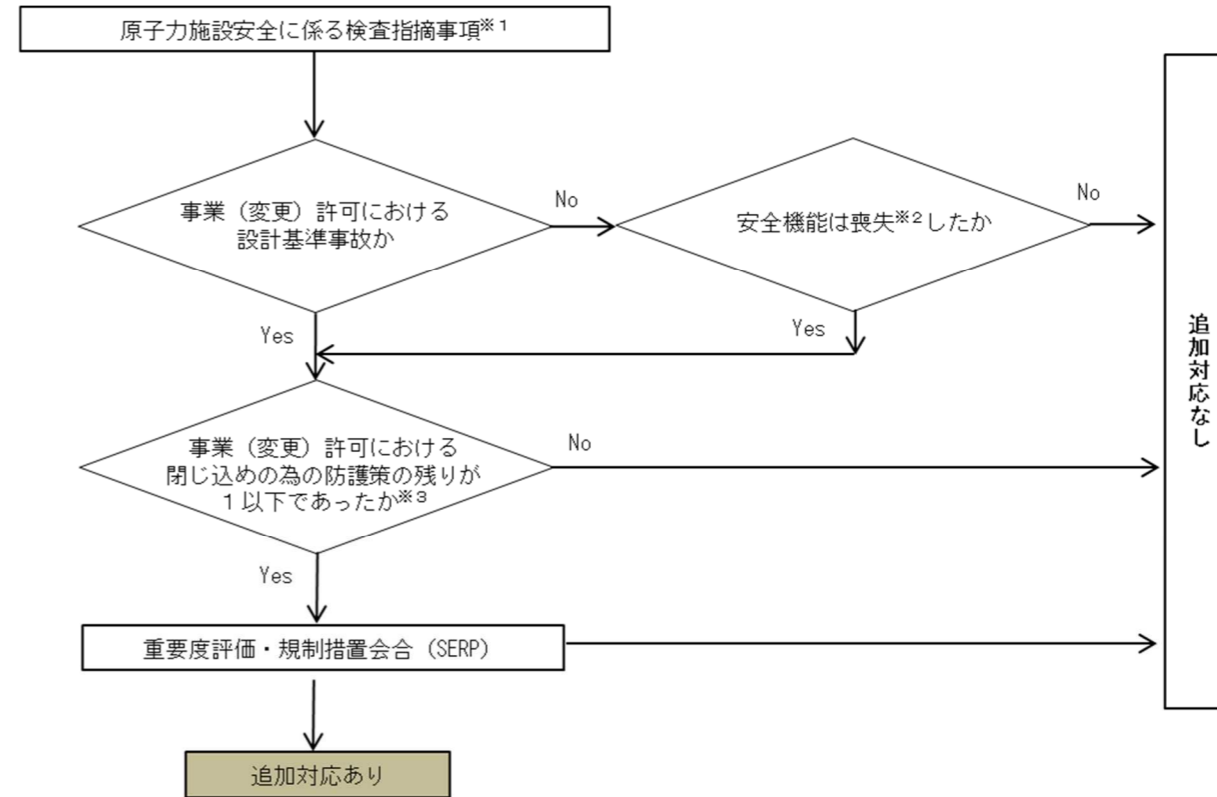 原子力施設安全に係る検査指摘事項※1
事業（変更）許可における
設計基準事故か
No
安全機能は喪失※2したか
No
Yes
Yes
事業（変更）許可における
閉じ込めの為の防護策の残りが
１以下であったか※3
No
Yes
重要度評価・規制措置会合（SERP）
追加対応あり
追加対応なし